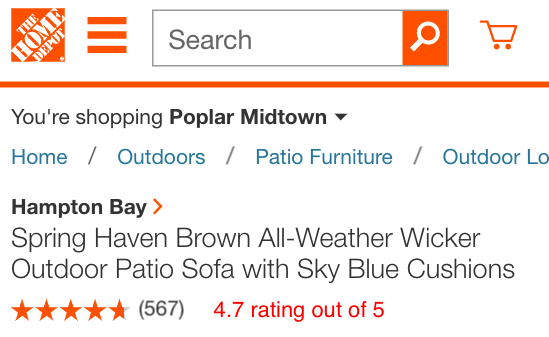 THE HOME DEPOT
Search
You're shopping Poplar Midtown
Home / Outdoors / Patio Furniture / Outdoor Lo
Hampton Bay
Spring Haven Brown All-Weather Wicker
Outdoor Patio Sofa with Sky Blue Cushions
(567) 4.7 rating out of 5